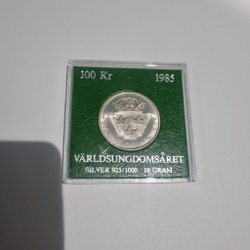 100 Kr 1985
VÄRLDSUNGDOMSÅRET
SILVER 925/1000 16 GRAM